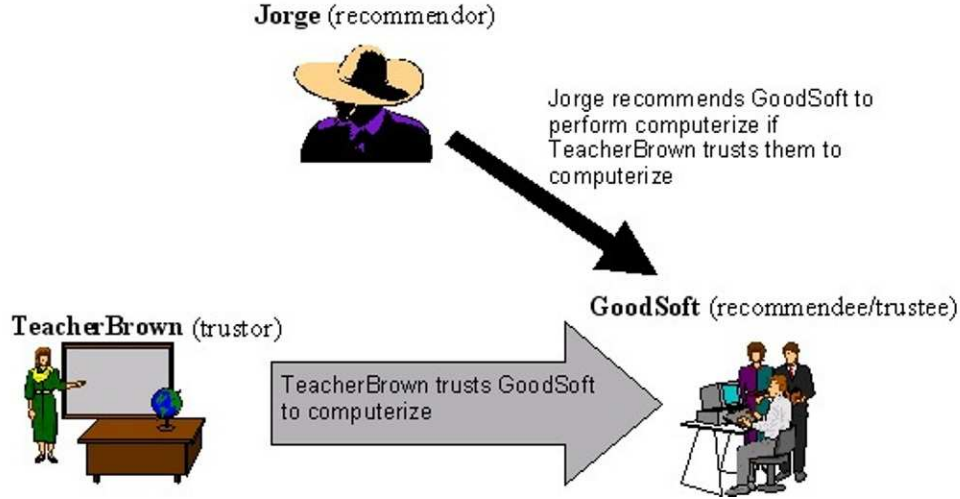 Jorge (recommendor)
Jorge recommends GoodSoft to
perform computerize if
TeacherBrown trusts them to
computerize
GoodSoft (recommendee/trustee)
TeacherBrown (trustor)
TeacherBrown trusts GoodSoft
to computerize